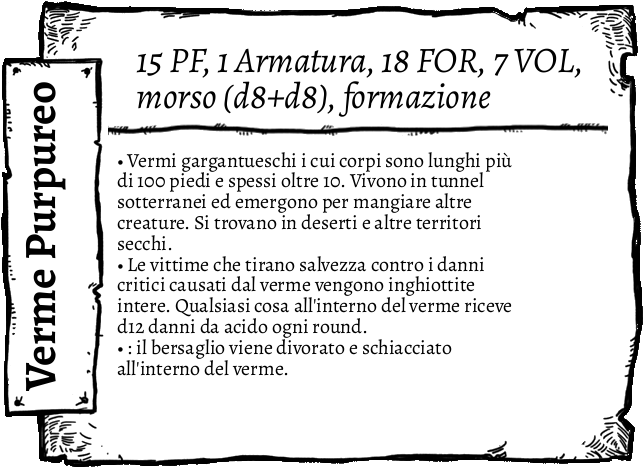 Verme Purpureo
15 PF, 1 Armatura, 18 FOR, 7 VOL,
morso (d8+d8), formazione
• Vermi gargantueschi i cui corpi sono lunghi più
di 100 piedi e spessi oltre 10. Vivono in tunnel
sotterranei ed emergono per mangiare altre
creature. Si trovano in deserti e altre territori
secchi.
• Le vittime che tirano salvezza contro i danni
critici causati dal verme vengono inghiottite
intere. Qualsiasi cosa all'interno del verme riceve
d12 danni da acido ogni round.
• : il bersaglio viene divorato e schiacciato
all'interno del verme.